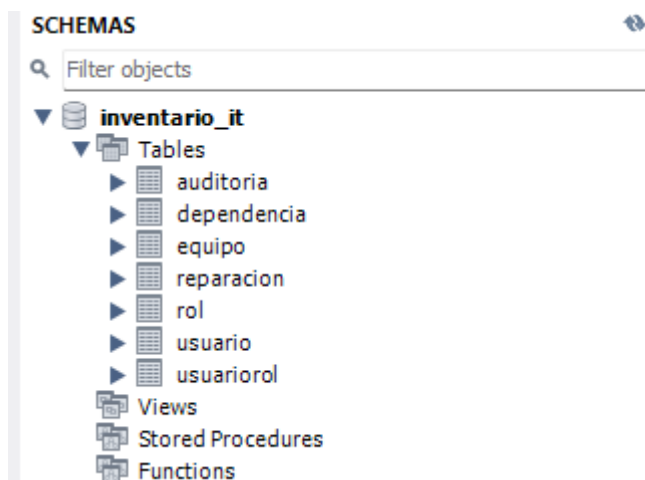 SCHEMAS
Filter objects
inventario_it
Tables
auditoria
dependencia
equipo
reparacion
rol
usuario
usuariorol
Views
Stored Procedures
Functions